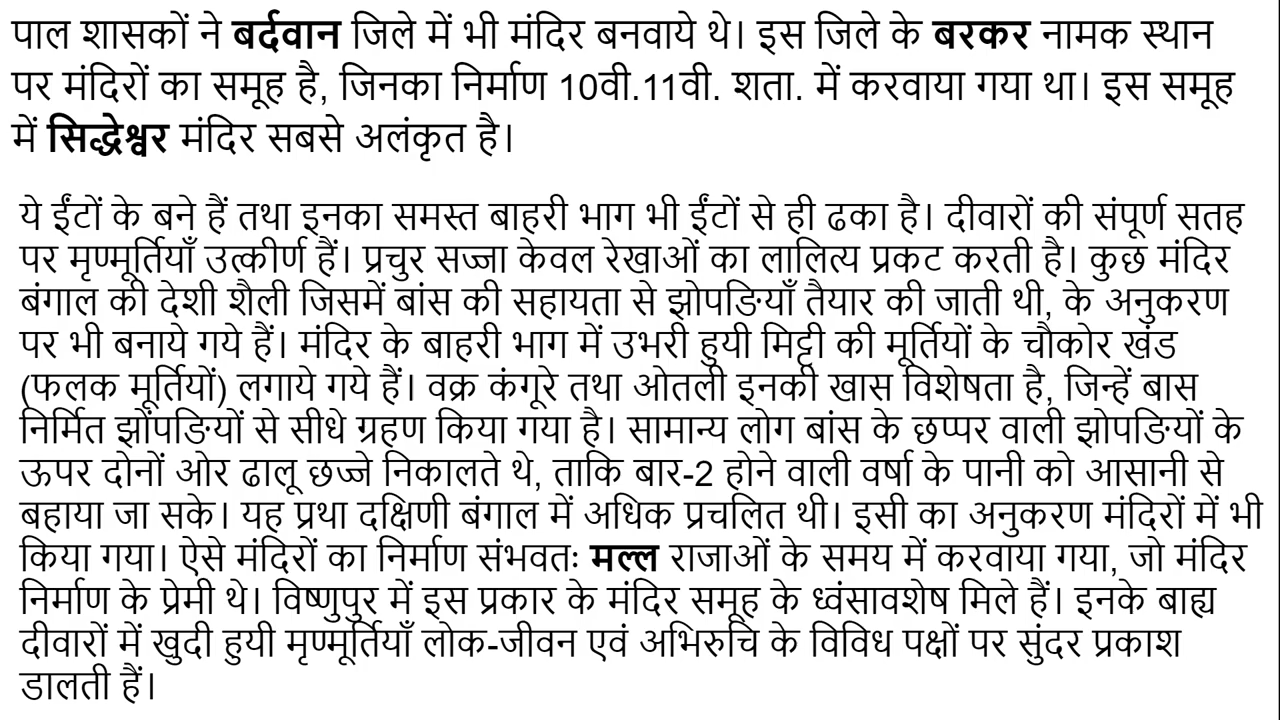 पाल शासकों ने बर्दवान जिले में भी मंदिर बनवाये थे। इस जिले के बरकर नामक स्थान
पर मंदिरों का समूह है, जिनका निर्माण 10वी.11वी. शता. में करवाया गया था। इस समूह
में सिद्धेश्वर मंदिर सबसे अलंकृत है।
ये ईंटों के बने हैं तथा इनका समस्त बाहरी भाग भी ईंटों से ही ढका है। दीवारों की संपूर्ण सतह
पर मृण्मूर्तियाँ उत्कीर्ण हैं। प्रचुर सज्जा केवल रेखाओं का लालित्य प्रकट करती है। कुछ मंदिर
बंगाल की देशी शैली जिसमें बांस की सहायता से झोपङियाँ तैयार की जाती थी, के अनुकरण
पर भी बनाये गये हैं। मंदिर के बाहरी भाग में उभरी हुयी मिट्टी की मूर्तियों के चौकोर खंड
(फलक मूर्तियों) लगाये गये हैं। वक्र कंगूरे तथा ओतली इनकी खास विशेषता है, जिन्हें बास
निर्मित झोंपङियों से सीधे ग्रहण किया गया है। सामान्य लोग बांस के छप्पर वाली झोपङियों के
ऊपर दोनों ओर ढालू छज्जे निकालते थे, ताकि बार-2 होने वाली वर्षा के पानी को आसानी से
बहाया जा सके। यह प्रथा दक्षिणी बंगाल में अधिक प्रचलित थी। इसी का अनुकरण मंदिरों में भी
किया गया। ऐसे मंदिरों का निर्माण संभवतः मल्ल राजाओं के समय में करवाया गया, जो मंदिर
निर्माण के प्रेमी थे। विष्णुपुर में इस प्रकार के मंदिर समूह के ध्वंसावशेष मिले हैं। इनके बाह्य
दीवारों में खुदी हुयी मृण्मूर्तियाँ लोक-जीवन एवं अभिरुचि के विविध पक्षों पर सुंदर प्रकाश
डालती हैं।